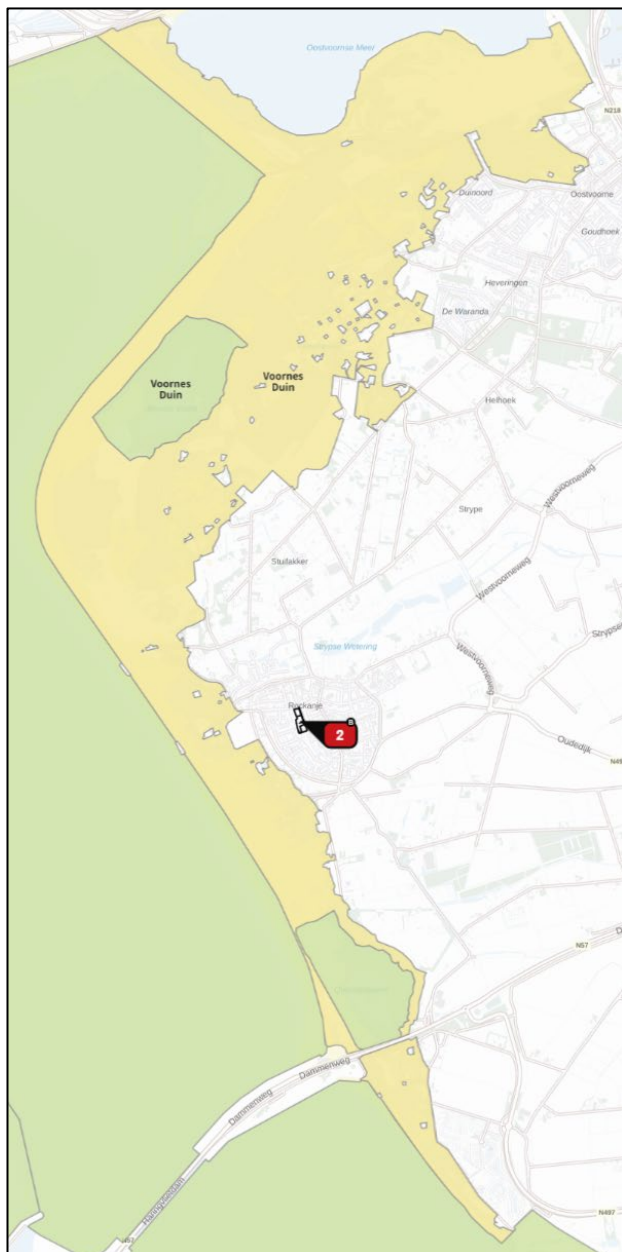 Oostvoornse Meer
N218
Duinoord
Oostvoorne
Goudhoek
Heveringen
De Waranda
Voornes
Duin
Voornes
Duin
Helhoek
Westvoorneweg
Strype
Stuifakker
Westvoorneweg
Strypse Wetering
Westvoorneweg
Rockanje
B
2
Oudedijk
N57
Dammenweg
Dammenweg
Haringvlietdam
N497